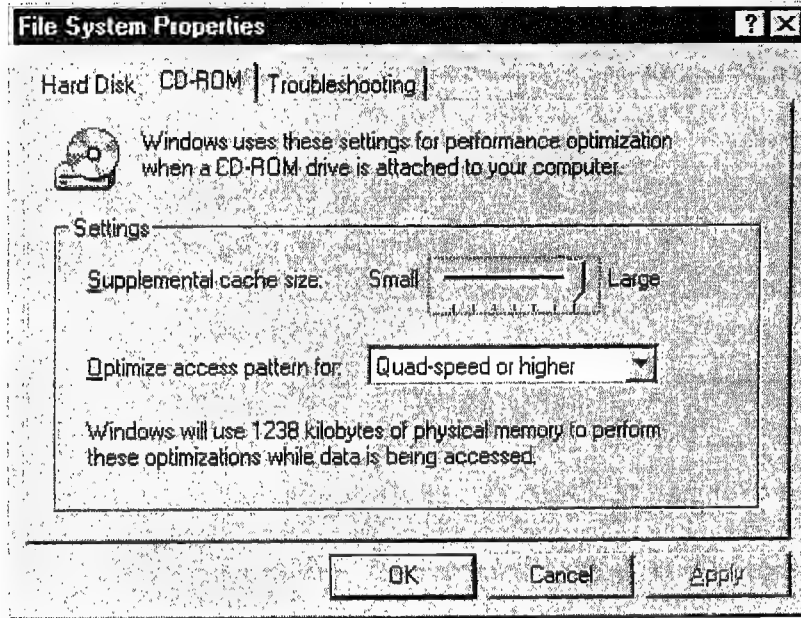 File System Properties
Hard Disk CD-ROM Troubleshooting
Windows uses these settings for performance optimization
when a CD-ROM drive is attached to your computer.
Settings
Supplemental cache size: Small Large
Optimize access pattern for: Quad-speed or higher
Windows will use 1238 kilobytes of physical memory to perform
these optimizations while data is being accessed.
OK Cancel Apply